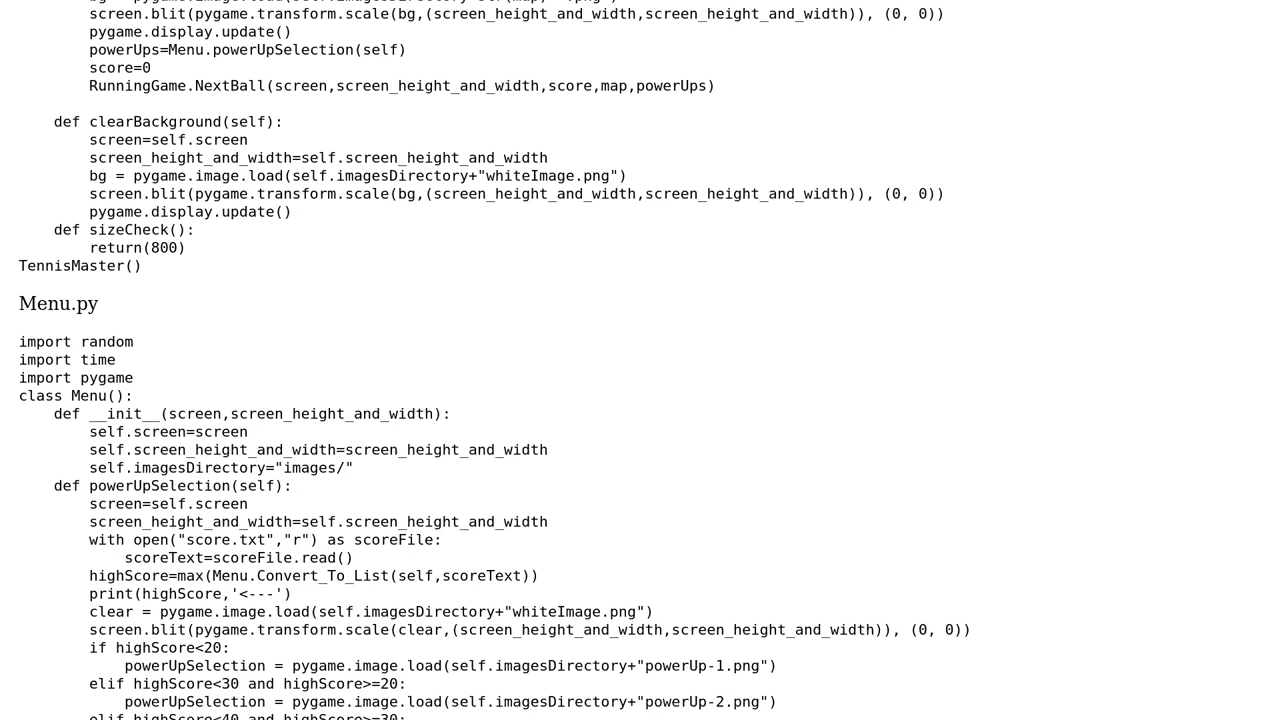 screen.blit(pygame.transform.scale(bg,(screen_height_and_width,screen_height_and_width)), (0, 0))
        pygame.display.update()
        powerUps=Menu.powerUpSelection(self)
        score=0
        RunningGame.NextBall(screen,screen_height_and_width,score,map,powerUps)

    def clearBackground(self):
        screen=self.screen
        screen_height_and_width=self.screen_height_and_width
        bg = pygame.image.load(self.imagesDirectory+"whiteImage.png")
        screen.blit(pygame.transform.scale(bg,(screen_height_and_width,screen_height_and_width)), (0, 0))
        pygame.display.update()
    def sizeCheck():
        return(800)
TennisMaster()
Menu.py
import random
import time
import pygame
class Menu():
    def __init__(screen,screen_height_and_width):
        self.screen=screen
        self.screen_height_and_width=screen_height_and_width
        self.imagesDirectory="images/"
    def powerUpSelection(self):
        screen=self.screen
        screen_height_and_width=self.screen_height_and_width
        with open("score.txt","r") as scoreFile:
            scoreText=scoreFile.read()
        highScore=max(Menu.Convert_To_List(self,scoreText))
        print(highScore,'<---')
        clear = pygame.image.load(self.imagesDirectory+"whiteImage.png")
        screen.blit(pygame.transform.scale(clear,(screen_height_and_width,screen_height_and_width)), (0, 0))
        if highScore<20:
            powerUpSelection = pygame.image.load(self.imagesDirectory+"powerUp-1.png")
        elif highScore<30 and highScore>=20:
            powerUpSelection = pygame.image.load(self.imagesDirectory+"powerUp-2.png")
        elif highScore<40 and highScore>=30: